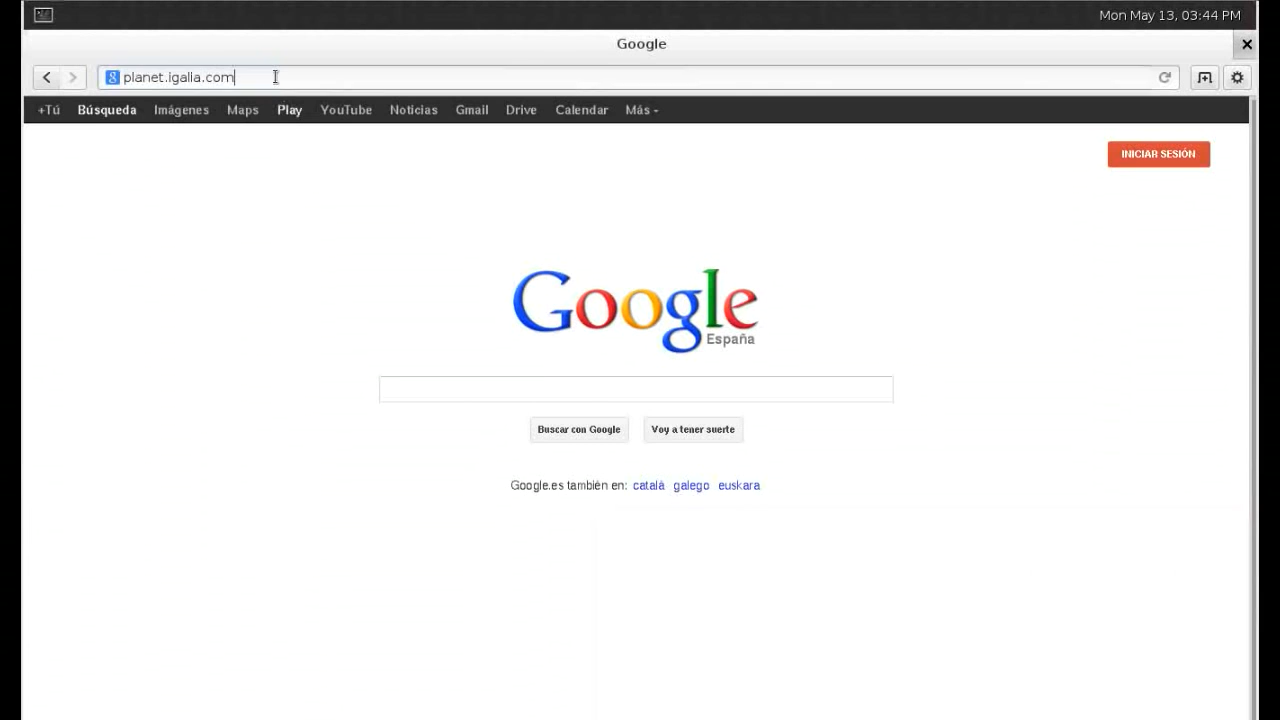 Mon May 13, 03:44 PM
Google
planet.igalia.com
+Tú Búsqueda Imágenes Maps Play YouTube Noticias Gmail Drive Calendar Más
INICIAR SESIÓN
Google
España
Buscar con Google Voy a tener suerte
Google.es también en: català galego euskara